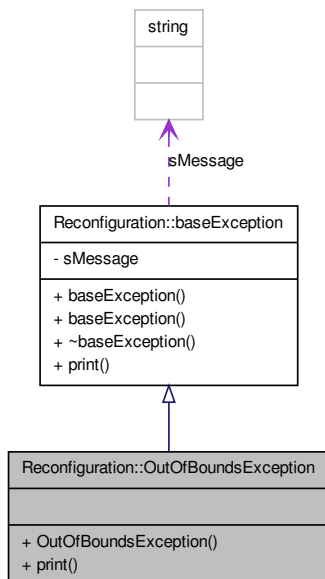 string
sMessage
Reconfiguration::baseException
- sMessage
+ baseException()
+ baseException()
+ ~baseException()
+ print()
Reconfiguration::OutOfBoundsException
+ OutOfBoundsException()
+ print()